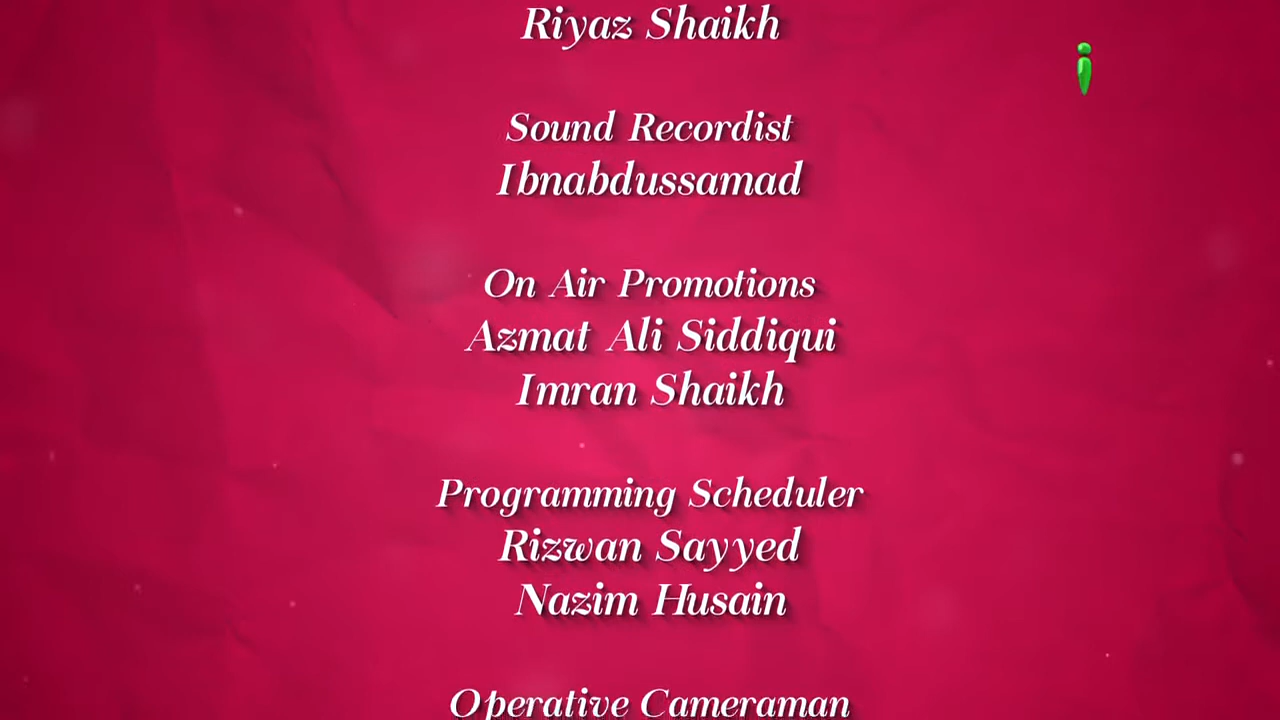 Riyaz Shaikh
Sound Recordist
Ibnabdussamad
On Air Promotions
Azmat Ali Siddiqui
Imran Shaikh
Programming Scheduler
Rizwan Sayyed
Nazim Husain
Operative Cameraman